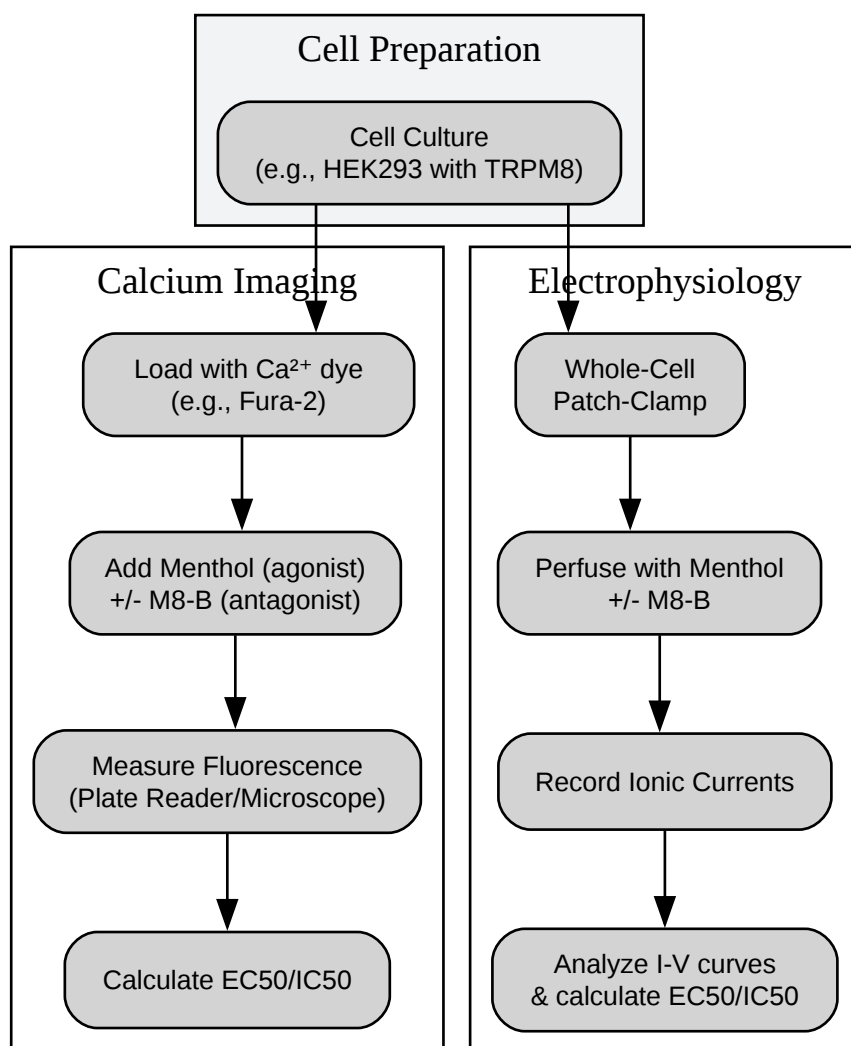 Cell Preparation
Cell Culture
(e.g., HEK293 with TRPM8)
Calcium Imaging
Load with Ca²⁺ dye
(e.g., Fura-2)
Add Menthol (agonist)
+/- M8-B (antagonist)
Measure Fluorescence
(Plate Reader/Microscope)
Calculate EC50/IC50
Electrophysiology
Whole-Cell
Patch-Clamp
Perfuse with Menthol
+/- M8-B
Record Ionic Currents
Analyze I-V curves
& calculate EC50/IC50